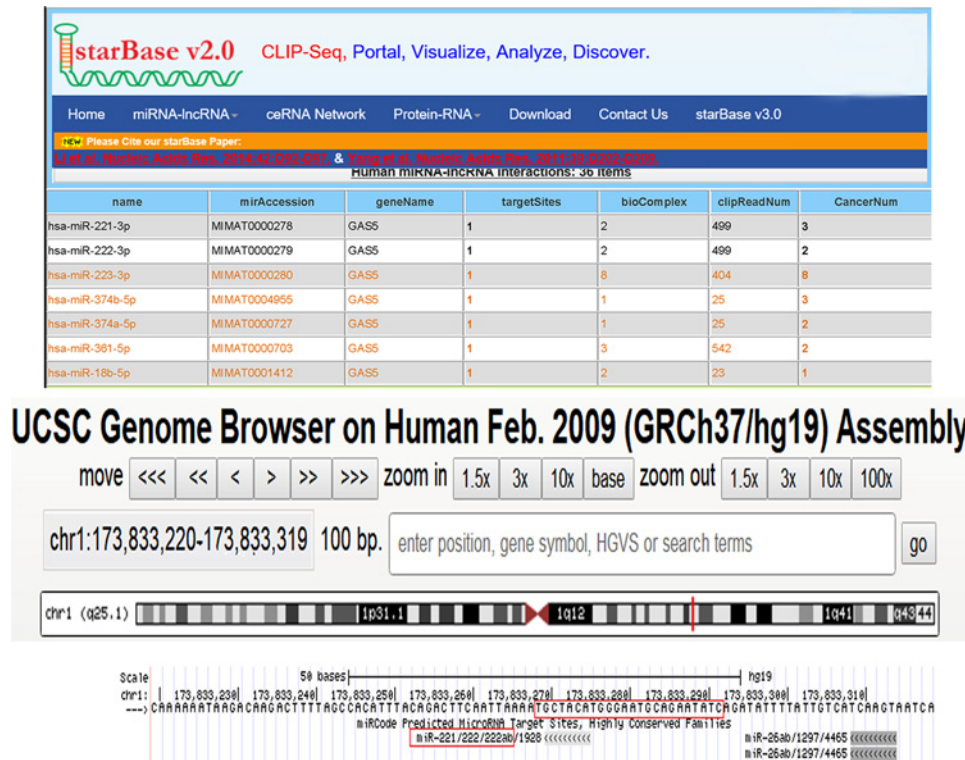 starBase v2.0 CLIP-Seq, Portal, Visualize, Analyze, Discover.
Home miRNA-lncRNA ceRNA Network Protein-RNA Download Contact Us starBase v3.0
NEW Please Cite our starBase Paper:
Li et al. Nucleic Acids Res. 2014;42:D92-D97. & Yang et al. Nucleic Acids Res. 2011;39:D202-D209.
Human miRNA-lncRNA Interactions: 36 items
name mirAccession geneName targetSites bioComplex clipReadNum CancerNum
hsa-miR-221-3p MIMAT0000278 GAS5 1 2 499 3
hsa-miR-222-3p MIMAT0000279 GAS5 1 2 499 2
hsa-miR-223-3p MIMAT0000280 GAS5 1 8 404 8
hsa-miR-374b-5p MIMAT0004955 GAS5 1 1 25 3
hsa-miR-374a-5p MIMAT0000727 GAS5 1 1 25 2
hsa-miR-361-5p MIMAT0000703 GAS5 1 3 542 2
hsa-miR-18b-5p MIMAT0001412 GAS5 1 2 23 1
UCSC Genome Browser on Human Feb. 2009 (GRCh37/hg19) Assembly
move <<< << < > >> >>> zoom in 1.5x 3x 10x base zoom out 1.5x 3x 10x 100x
chr1:173,833,220-173,833,319 100 bp. enter position, gene symbol, HGVS or search terms go
chr1 (q25.1) 1p31.1 1q12 1q41 q43 44
Scale 50 bases hg19
chr1: 173,833,230| 173,833,240| 173,833,250| 173,833,260| 173,833,270| 173,833,280| 173,833,290| 173,833,300| 173,833,310|
---> CAAAAAATAAGACAAGACTTTTAGCCACATTTACAGACTTCAATTAAAATGCTACATGGGAATGCAGAATATCAGATATTTTATTGTCATCAAGTAATCA
miRCode Predicted MicroRNA Target Sites, Highly Conserved Families
miR-221/222/222ab/1928 miR-26ab/1297/4465
miR-26ab/1297/4465